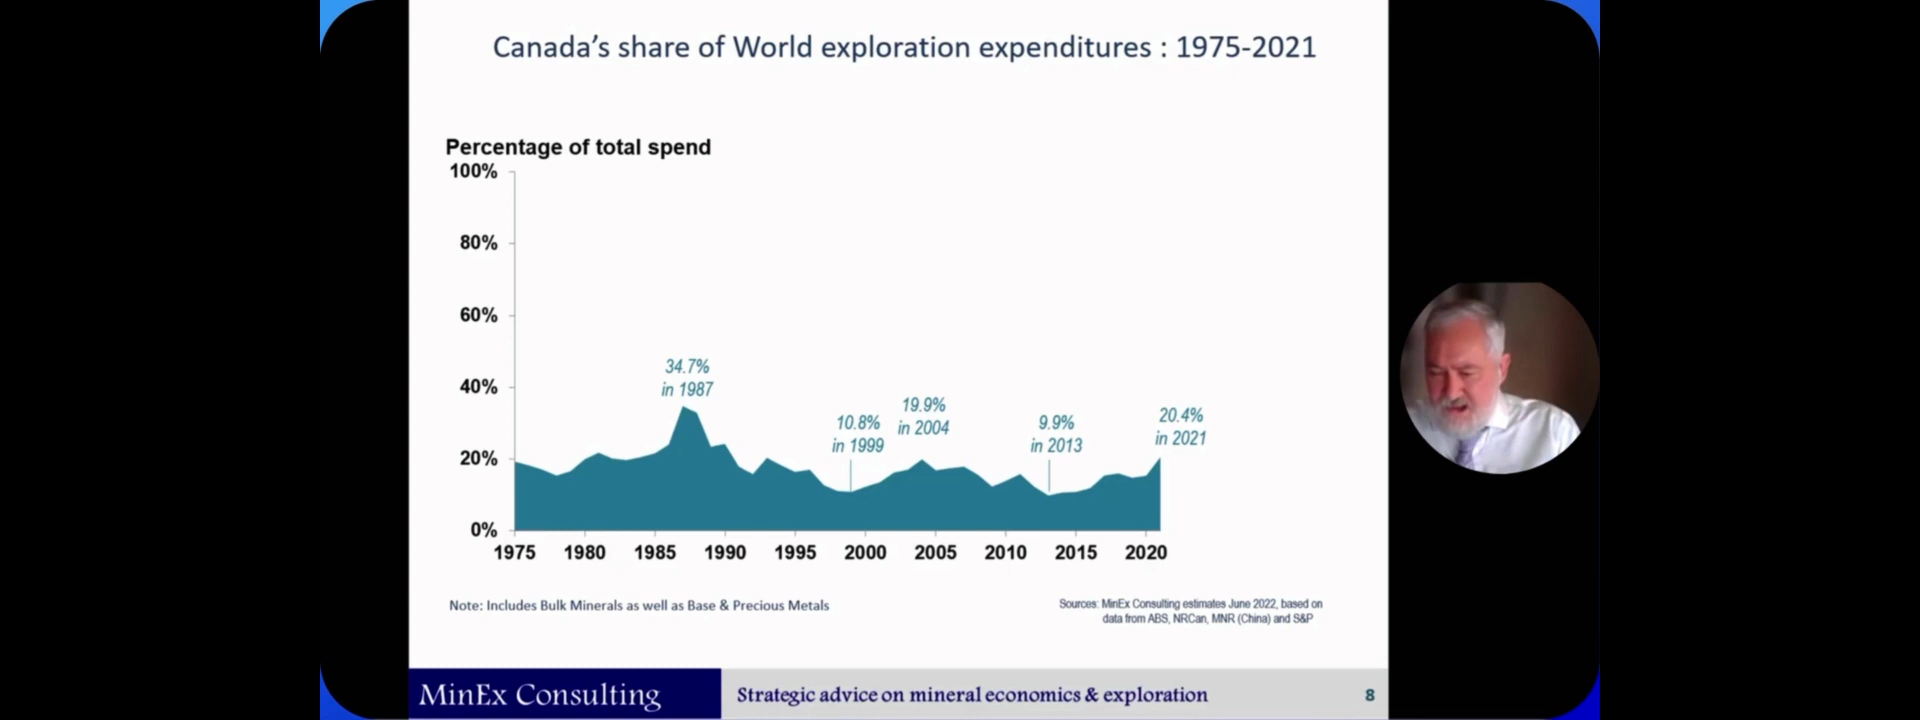 Canada’s share of World exploration expenditures : 1975-2021
Percentage of total spend
100%
80%
60%
40%
20%
0%
34.7%
in 1987
10.8%
in 1999
19.9%
in 2004
9.9%
in 2013
20.4%
in 2021
1975 1980 1985 1990 1995 2000 2005 2010 2015 2020
Note: Includes Bulk Minerals as well as Base & Precious Metals
Sources: MinEx Consulting estimates June 2022, based on
data from ABS, NRCan, MNR (China) and S&P
MinEx Consulting
Strategic advice on mineral economics & exploration
8